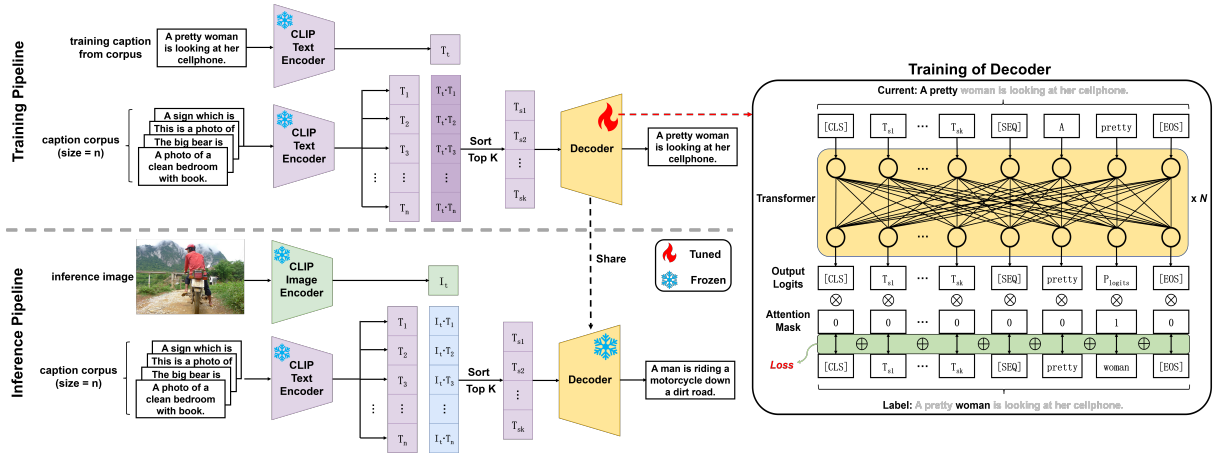 Training Pipeline
training caption
from corpus
A pretty woman
is looking at her
cellphone.
CLIP
Text
Encoder
T_t
caption corpus
(size = n)
A sign which is
This is a photo of
The big bear is
A photo of a
clean bedroom
with book.
CLIP
Text
Encoder
T_1
T_2
T_3
⋮
T_n
T_t·T_1
T_t·T_2
T_t·T_3
⋮
T_t·T_n
Sort
Top K
T_s1
T_s2
⋮
T_sk
Decoder
A pretty woman
is looking at her
cellphone.
Share
Tuned
Frozen
Inference Pipeline
inference image
CLIP
Image
Encoder
I_t
caption corpus
(size = n)
A sign which is
This is a photo of
The big bear is
A photo of a
clean bedroom
with book.
CLIP
Text
Encoder
T_1
T_2
T_3
⋮
T_n
I_t·T_1
I_t·T_2
I_t·T_3
⋮
I_t·T_n
Sort
Top K
T_s1
T_s2
⋮
T_sk
Decoder
A man is riding a
motorcycle down
a dirt road.
Training of Decoder
Current: A pretty woman is looking at her cellphone.
[CLS] T_s1 ··· T_sk [SEQ] A pretty [EOS]
Transformer
x N
Output
Logits
[CLS] T_s1 ··· T_sk [SEQ] pretty P_logits [EOS]
Attention
Mask
0 0 ··· 0 0 0 1 0
Loss
[CLS] T_s1 ··· T_sk [SEQ] pretty woman [EOS]
Label: A pretty woman is looking at her cellphone.